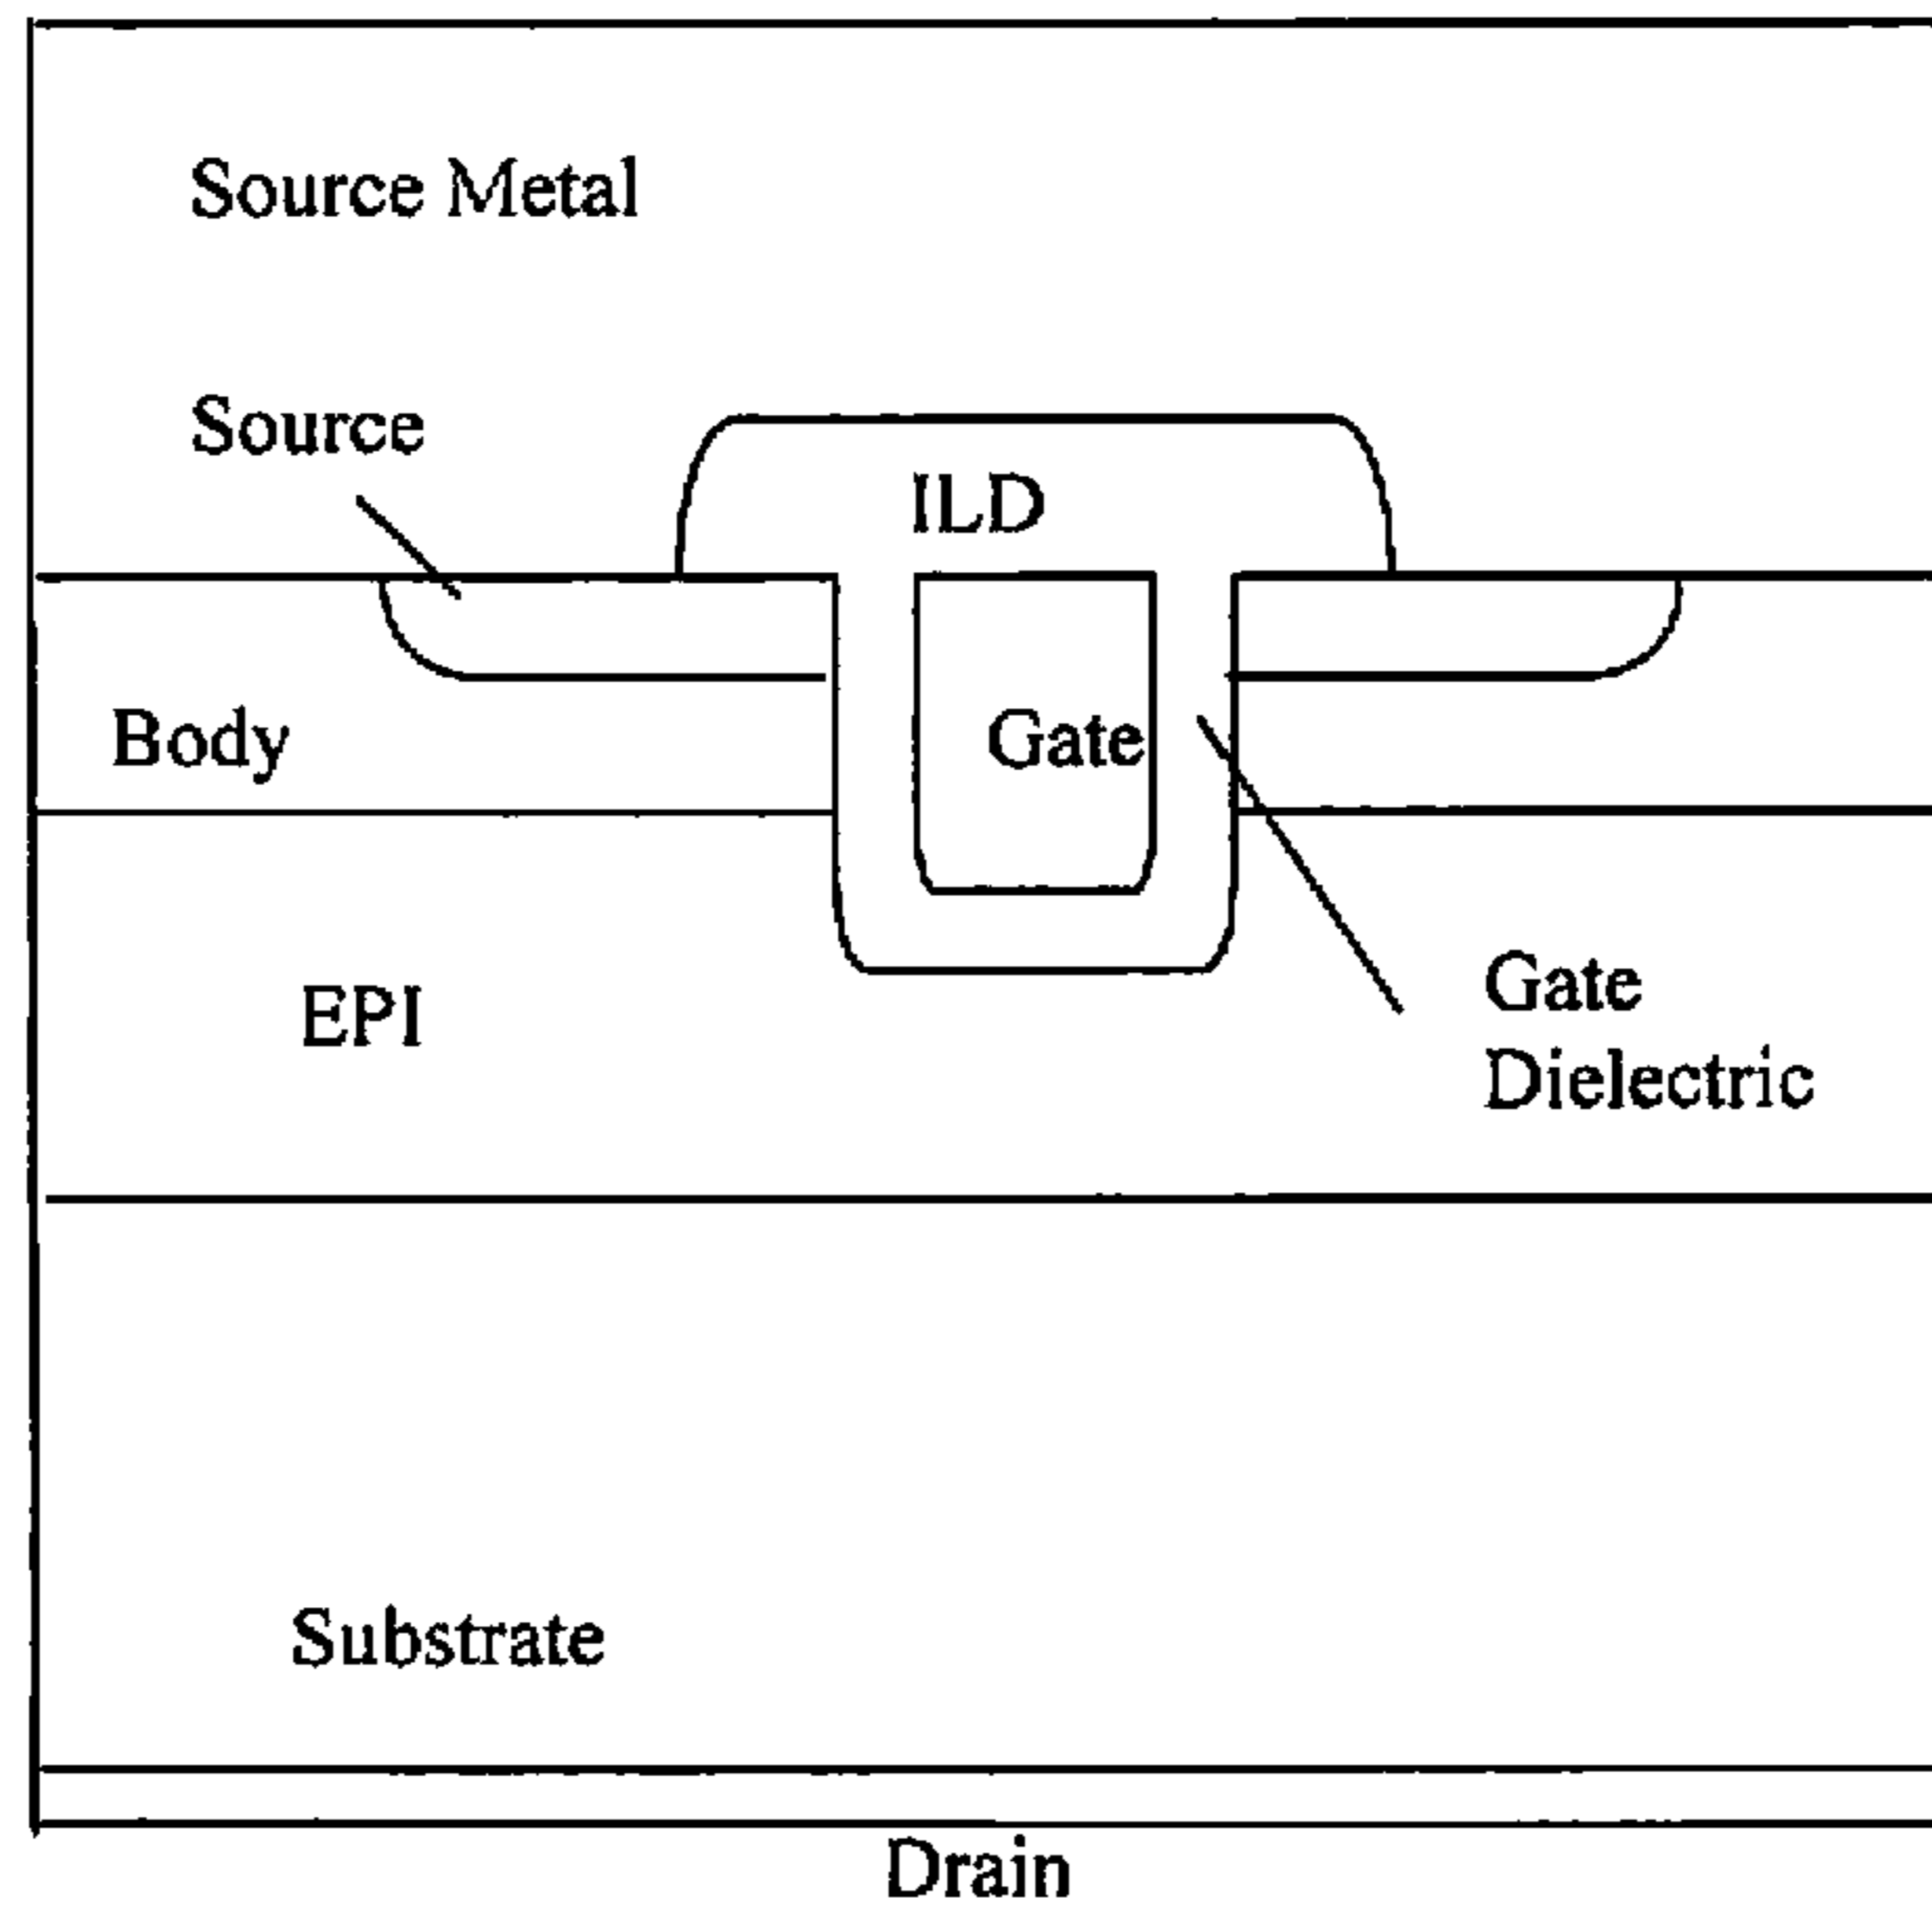 Source Metal
Source
ILD
Body
Gate
EPI
Gate
Dielectric
Substrate
Drain